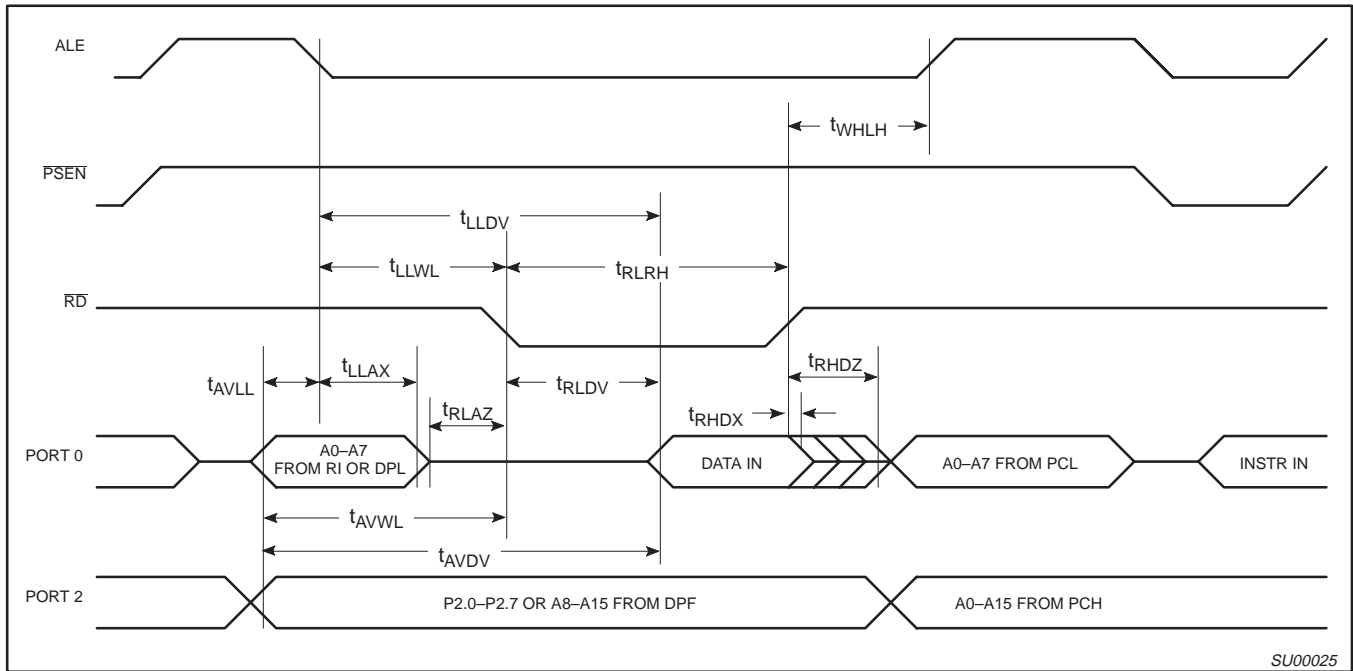 ALE
tWHLH
PSEN
tLLDV
tLLWL
tRLRH
RD
tAVLL
tLLAX
tRLAZ
tRLDV
tRHDZ
tRHDX
PORT 0
A0–A7
FROM RI OR DPL
DATA IN
A0–A7 FROM PCL
INSTR IN
tAVWL
tAVDV
PORT 2
P2.0–P2.7 OR A8–A15 FROM DPF
A0–A15 FROM PCH
SU00025